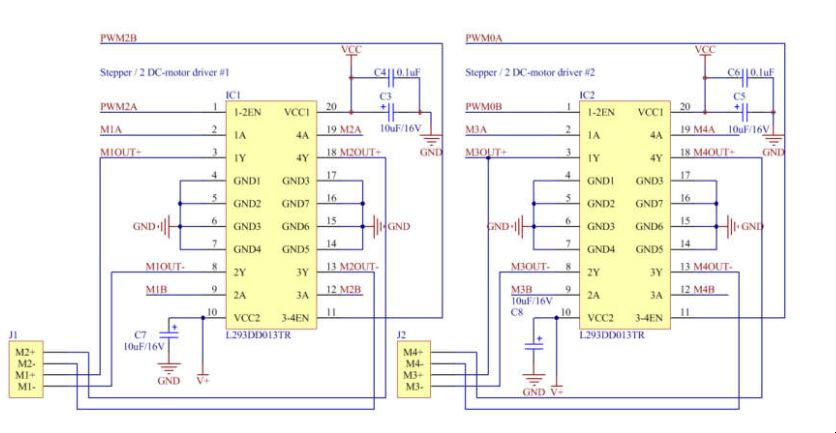 PWM2B
PWM0A
VCC
VCC
Stepper / 2 DC-motor driver #1
C4 0.1uF
Stepper / 2 DC-motor driver #2
C6 0.1uF
IC1
C3
IC2
C5
PWM2A 1 1-2EN VCC1 20
+
PWM0B 1 1-2EN VCC1 20
+
10uF/16V
10uF/16V
M1A 2 1A 4A 19 M2A
M3A 2 1A 4A 19 M4A
GND
GND
M1OUT+ 3 1Y 4Y 18 M2OUT+
M3OUT+ 3 1Y 4Y 18 M4OUT+
4 GND1 GND3 17
4 GND1 GND3 17
5 GND2 GND7 16
5 GND2 GND7 16
GND 6 GND3 GND6 15 GND
GND 6 GND3 GND6 15 GND
7 GND4 GND5 14
7 GND4 GND5 14
M1OUT- 8 2Y 3Y 13 M2OUT-
M3OUT- 8 2Y 3Y 13 M4OUT-
M1B 9 2A 3A 12 M2B
M3B 9 2A 3A 12 M4B
10uF/16V
C8
10 VCC2 3-4EN 11
10 VCC2 3-4EN 11
+
+
C7
10uF/16V
L293DD013TR
L293DD013TR
J1
J2
M2+
M2-
M1+
M1-
M4+
M4-
M3+
M3-
GND V+
GND V+